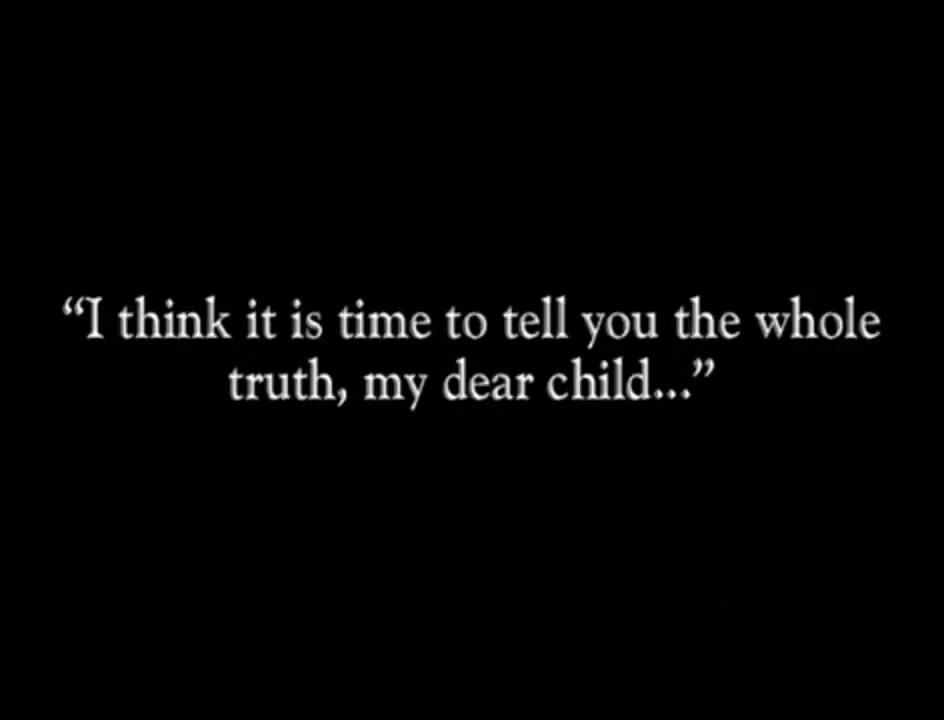 “I think it is time to tell you the whole
truth, my dear child...”